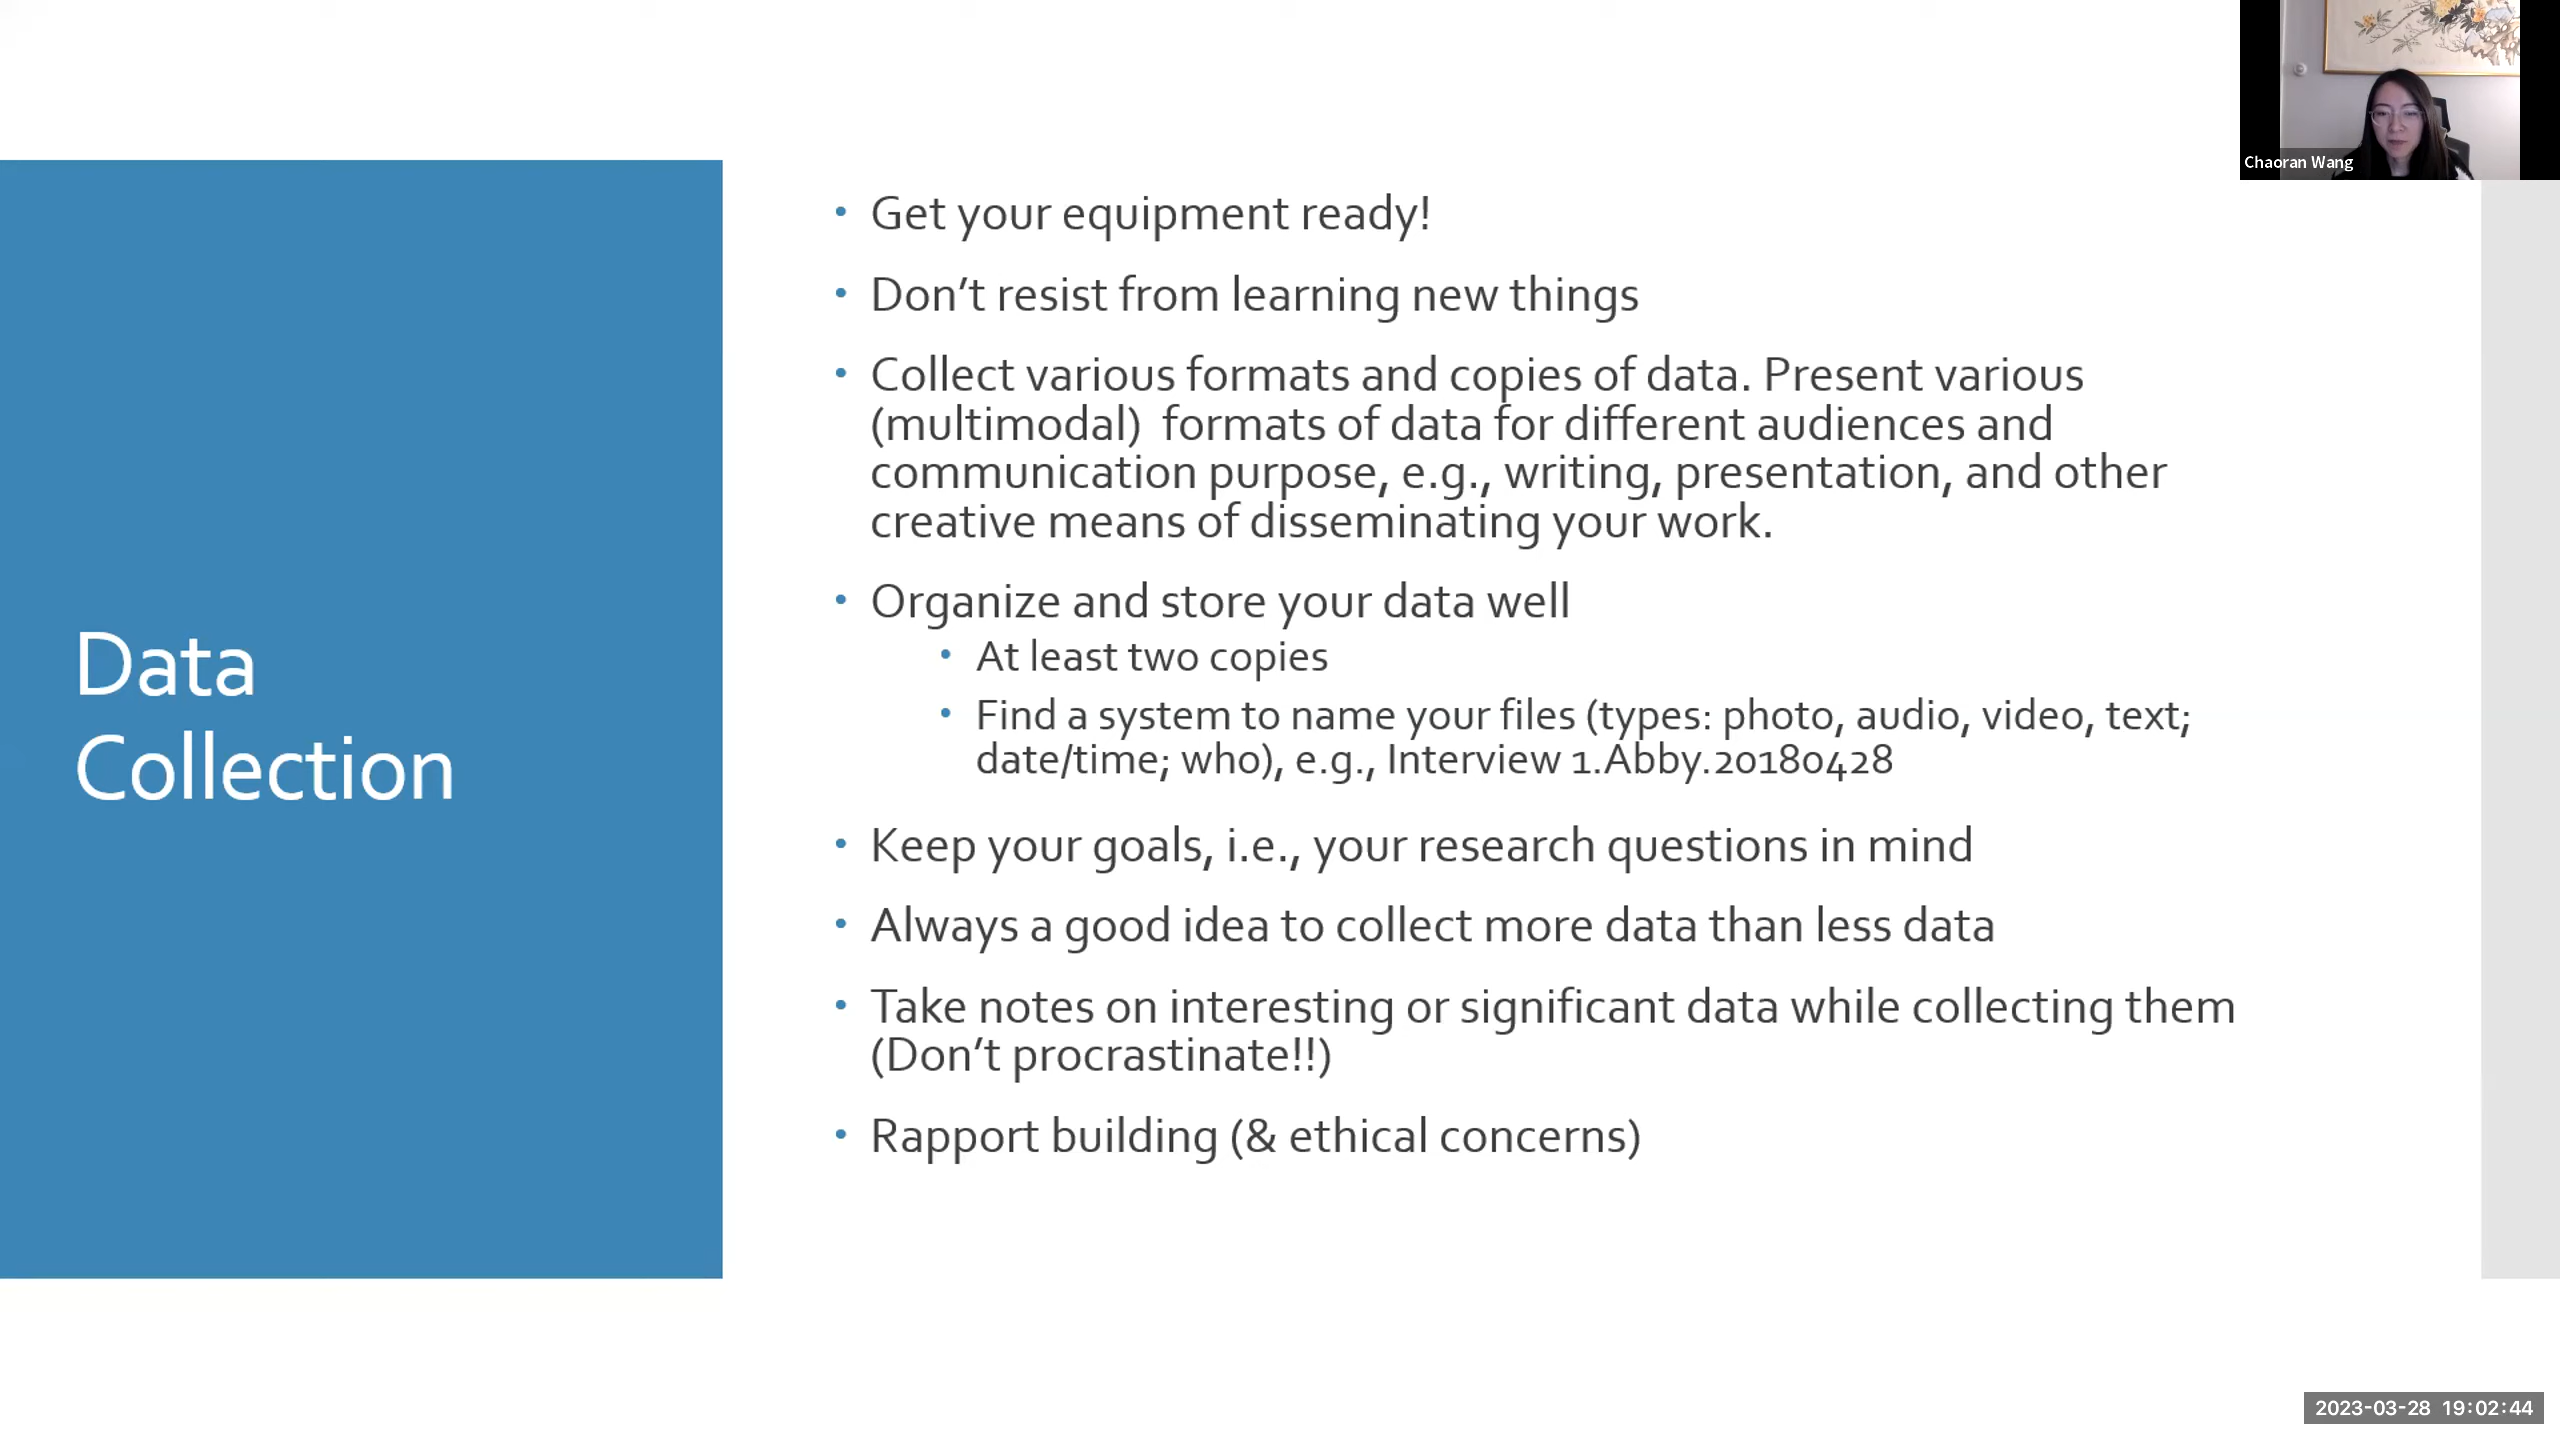 Chaoran Wang
Data
Collection
• Get your equipment ready!
• Don’t resist from learning new things
• Collect various formats and copies of data. Present various
(multimodal)  formats of data for different audiences and
communication purpose, e.g., writing, presentation, and other
creative means of disseminating your work.
• Organize and store your data well
• At least two copies
• Find a system to name your files (types: photo, audio, video, text;
date/time; who), e.g., Interview 1.Abby.20180428
• Keep your goals, i.e., your research questions in mind
• Always a good idea to collect more data than less data
• Take notes on interesting or significant data while collecting them
(Don’t procrastinate!!)
• Rapport building (& ethical concerns)
2023-03-28 19:02:44